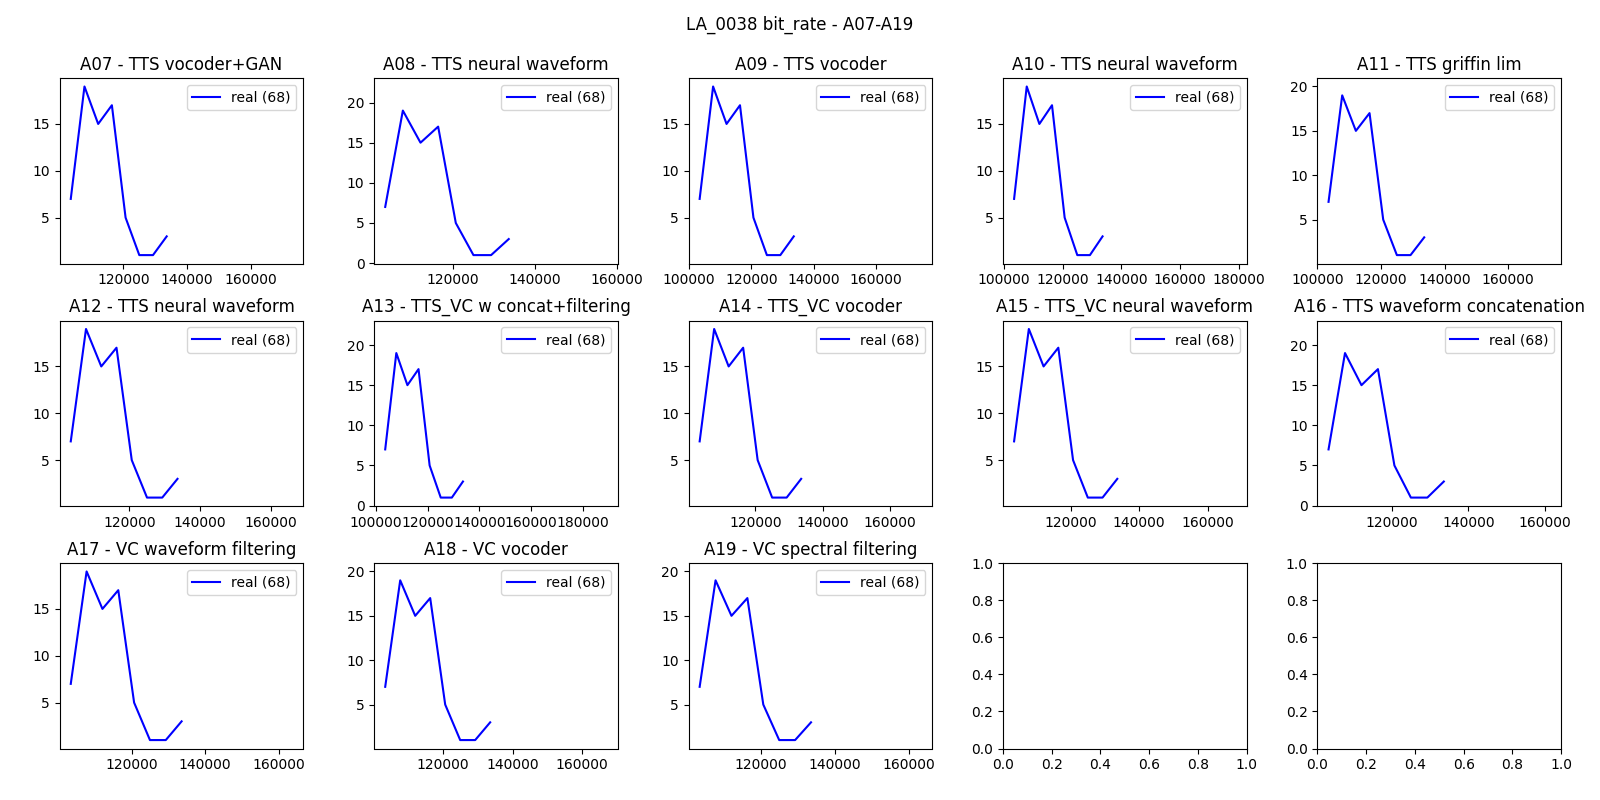 LA_0038 bit_rate - A07-A19
A07 - TTS vocoder+GAN
real (68)
15
10
5
120000 140000 160000
A08 - TTS neural waveform
real (68)
20
15
10
5
0
120000 140000 160000
A09 - TTS vocoder
real (68)
15
10
5
100000 120000 140000 160000
A10 - TTS neural waveform
real (68)
15
10
5
100000 120000 140000 160000 180000
A11 - TTS griffin lim
real (68)
20
15
10
5
100000 120000 140000 160000
A12 - TTS neural waveform
real (68)
15
10
5
120000 140000 160000
A13 - TTS_VC w concat+filtering
real (68)
20
15
10
5
0
100000 120000 140000 160000 180000
A14 - TTS_VC vocoder
real (68)
15
10
5
120000 140000 160000
A15 - TTS_VC neural waveform
real (68)
15
10
5
120000 140000 160000
A16 - TTS waveform concatenation
real (68)
20
15
10
5
0
120000 140000 160000
A17 - VC waveform filtering
real (68)
15
10
5
120000 140000 160000
A18 - VC vocoder
real (68)
20
15
10
5
120000 140000 160000
A19 - VC spectral filtering
real (68)
20
15
10
5
120000 140000 160000
1.0
0.8
0.6
0.4
0.2
0.0
0.0 0.2 0.4 0.6 0.8 1.0
1.0
0.8
0.6
0.4
0.2
0.0
0.0 0.2 0.4 0.6 0.8 1.0